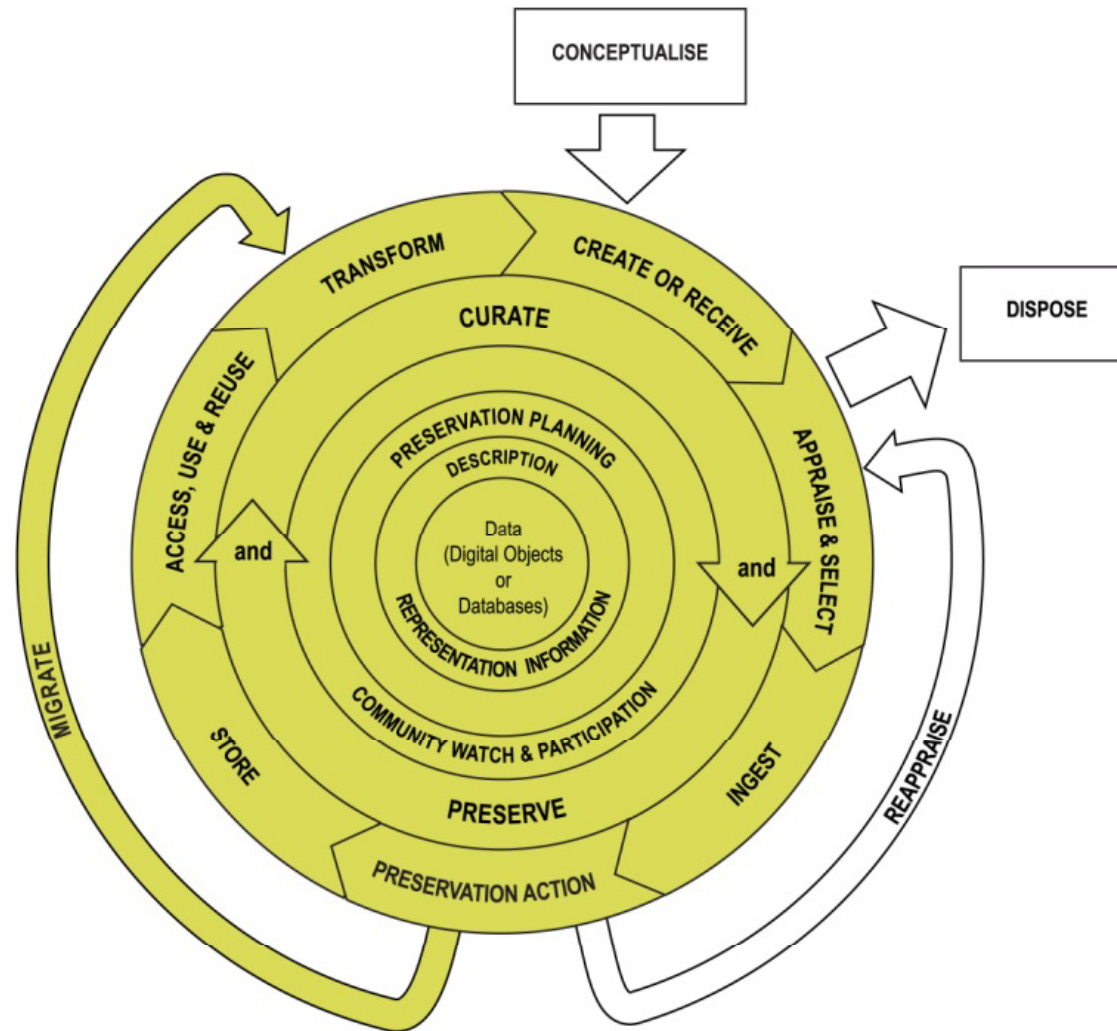 CONCEPTUALISE
DISPOSE
TRANSFORM
CREATE OR RECEIVE
APPRAISE & SELECT
INGEST
PRESERVATION ACTION
STORE
ACCESS, USE & REUSE
CURATE
and
PRESERVE
and
PRESERVATION PLANNING
COMMUNITY WATCH & PARTICIPATION
DESCRIPTION
REPRESENTATION INFORMATION
Data
(Digital Objects
or
Databases)
MIGRATE
REAPPRAISE